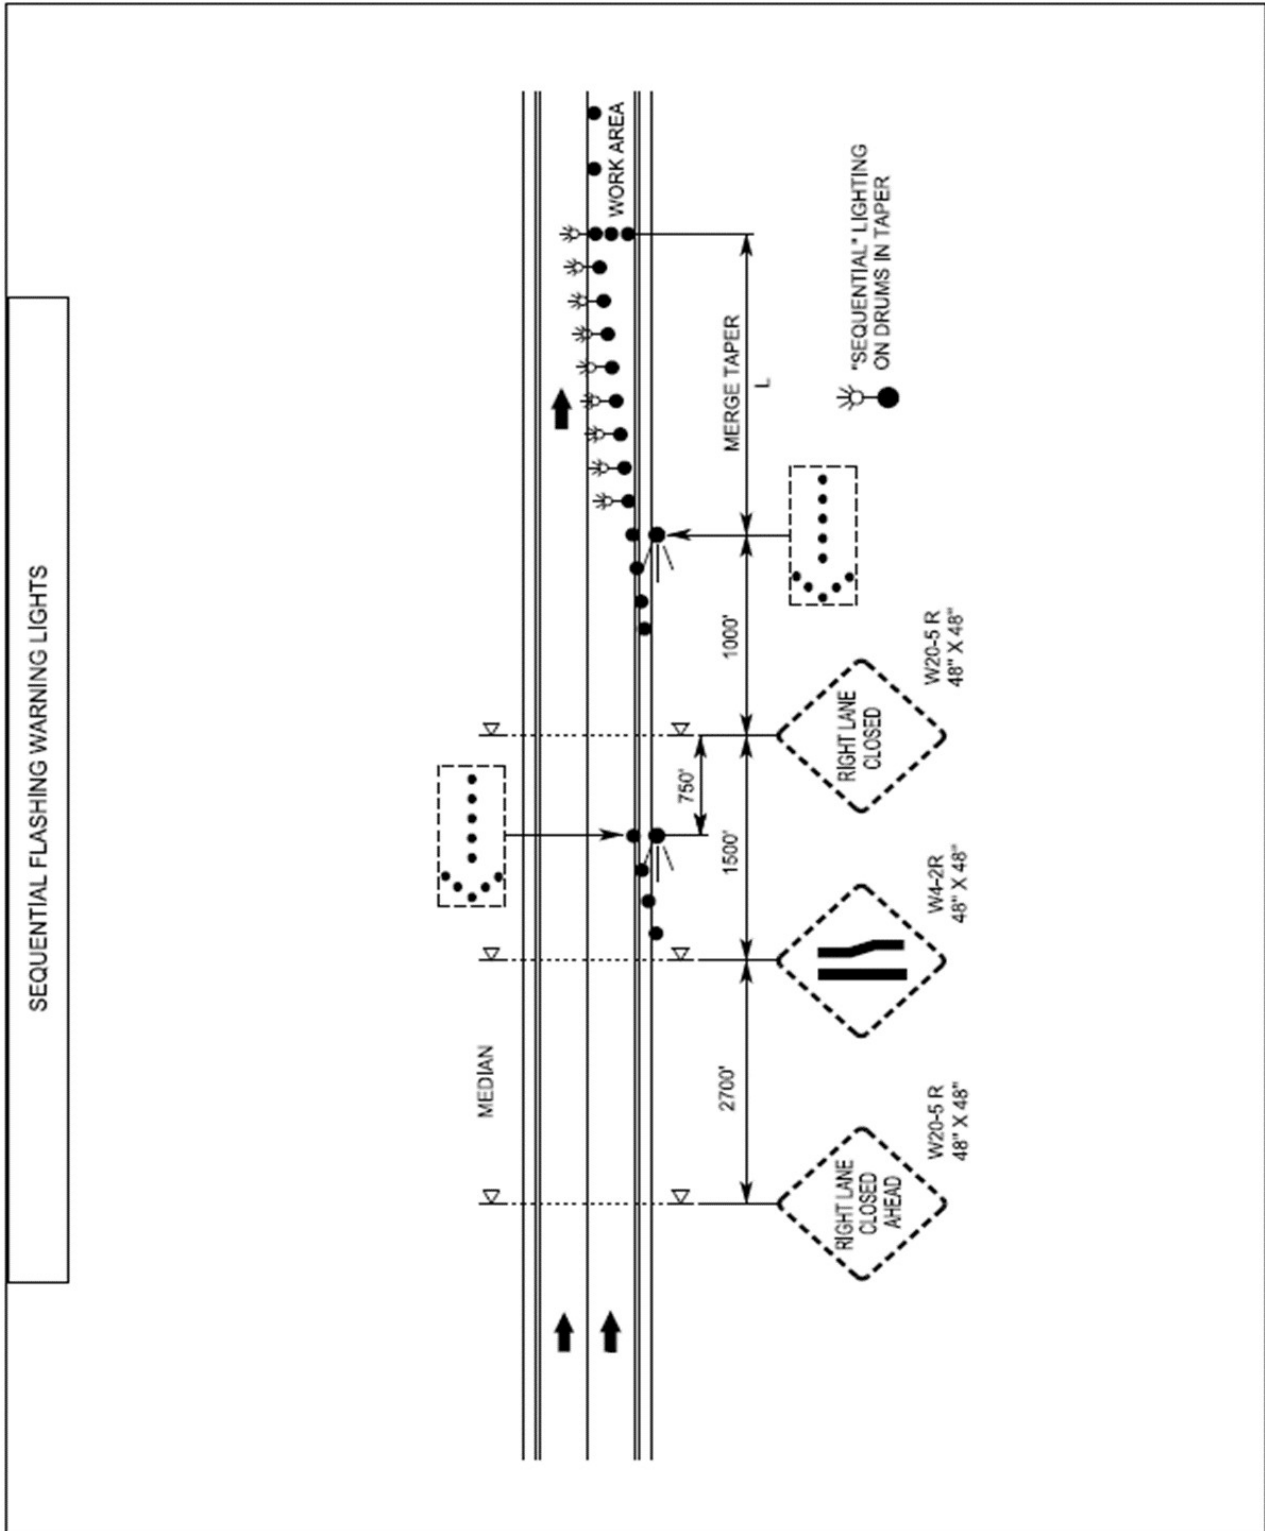 SEQUENTIAL FLASHING WARNING LIGHTS
MEDIAN
WORK AREA
MERGE TAPER
L
1000'
750'
1500'
2700'
"SEQUENTIAL" LIGHTING
ON DRUMS IN TAPER
RIGHT LANE
CLOSED
W20-5 R
48" X 48"
W4-2R
48" X 48"
RIGHT LANE
CLOSED
AHEAD
W20-5 R
48" X 48"